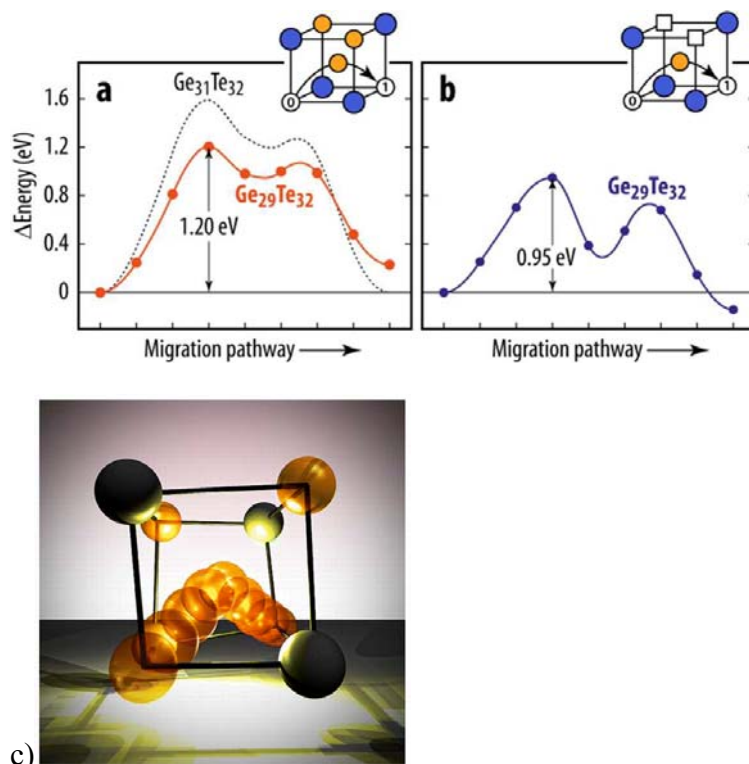 a
Ge31Te32
1.6
1.2
0.8
0.4
0
ΔEnergy (eV)
Ge29Te32
1.20 eV
Migration pathway
0
1
b
Ge29Te32
0.95 eV
Migration pathway
0
1
c)